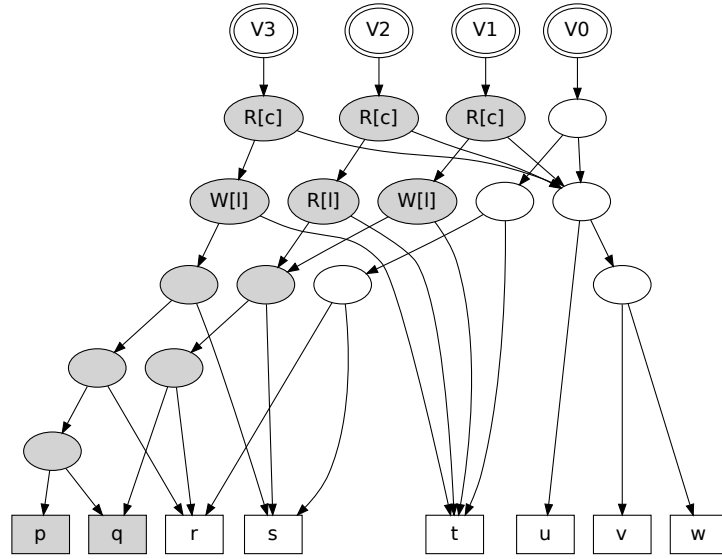 V3 V2 V1 V0
R[c] R[c] R[c]
W[l] R[l] W[l]
p q r s t u v w